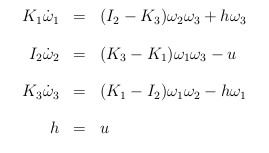 K₁ω̇₁ = (I₂ − K₃)ω₂ω₃ + hω₃
I₂ω̇₂ = (K₃ − K₁)ω₁ω₃ − u
K₃ω̇₃ = (K₁ − I₂)ω₁ω₂ − hω₁
h = u